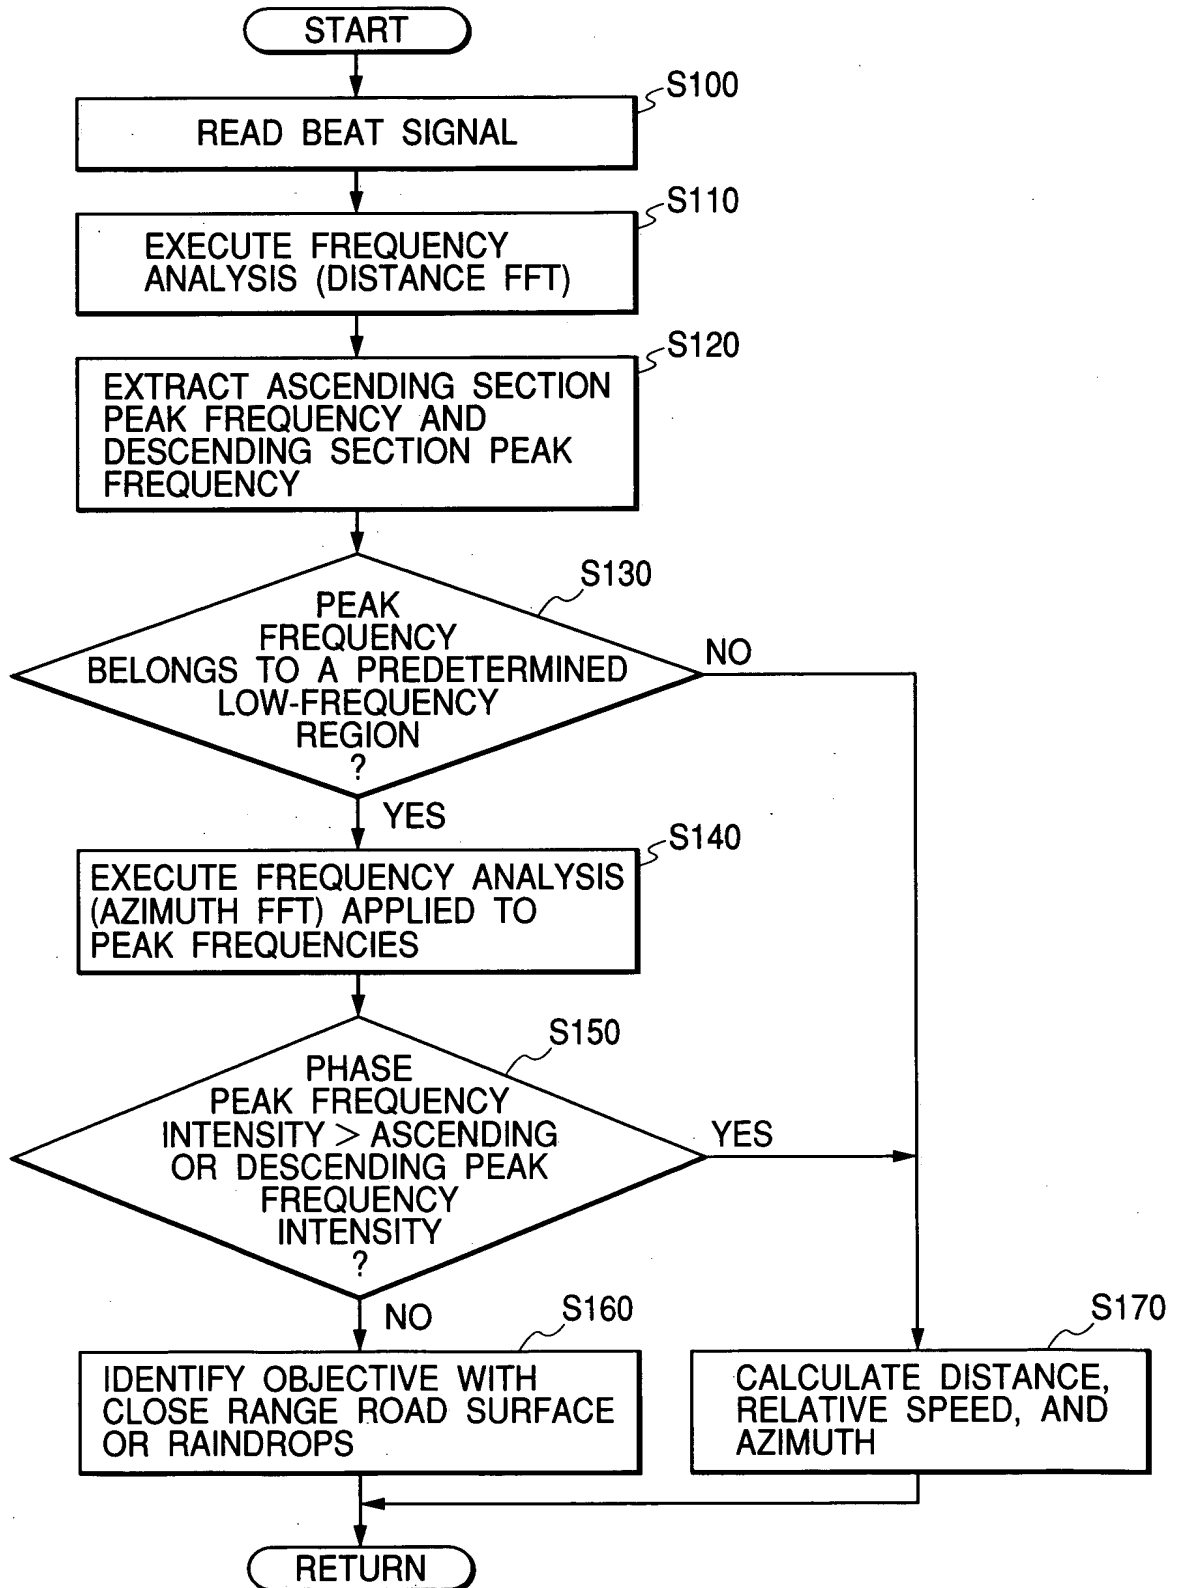 START
S100
READ BEAT SIGNAL
S110
EXECUTE FREQUENCY
ANALYSIS (DISTANCE FFT)
S120
EXTRACT ASCENDING SECTION
PEAK FREQUENCY AND
DESCENDING SECTION PEAK
FREQUENCY
S130
PEAK
FREQUENCY
BELONGS TO A PREDETERMINED
LOW-FREQUENCY
REGION
?
NO
YES
S140
EXECUTE FREQUENCY ANALYSIS
(AZIMUTH FFT) APPLIED TO
PEAK FREQUENCIES
S150
PHASE
PEAK FREQUENCY
INTENSITY > ASCENDING
OR DESCENDING PEAK
FREQUENCY
INTENSITY
?
YES
NO
S160
IDENTIFY OBJECTIVE WITH
CLOSE RANGE ROAD SURFACE
OR RAINDROPS
S170
CALCULATE DISTANCE,
RELATIVE SPEED, AND
AZIMUTH
RETURN